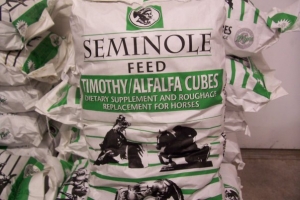 SEMINOLE
FEED
TIMOTHY/ALFALFA CUBES
DIETARY SUPPLEMENT AND ROUGHAGE
REPLACEMENT FOR HORSES